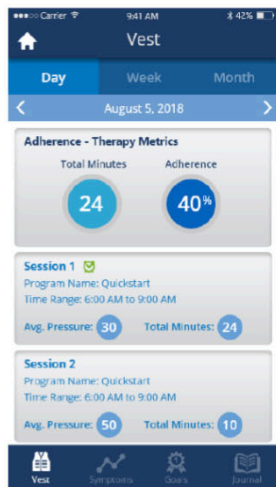 Carrier 9:41 AM 42%
Vest
Day Week Month
August 5, 2018
Adherence - Therapy Metrics
Total Minutes Adherence
24 40%
Session 1
Program Name: Quickstart
Time Range: 6:00 AM to 9:00 AM
Avg. Pressure: 30 Total Minutes: 24
Session 2
Program Name: Quickstart
Time Range: 6:00 AM to 9:00 AM
Avg. Pressure: 50 Total Minutes: 10
Vest Symptoms Goals Journal